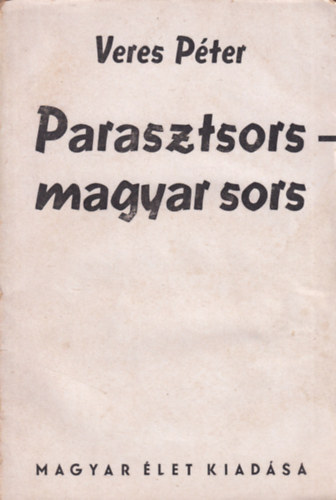 Veres Péter
Parasztsors –
magyar sors
MAGYAR ÉLET KIADÁSA